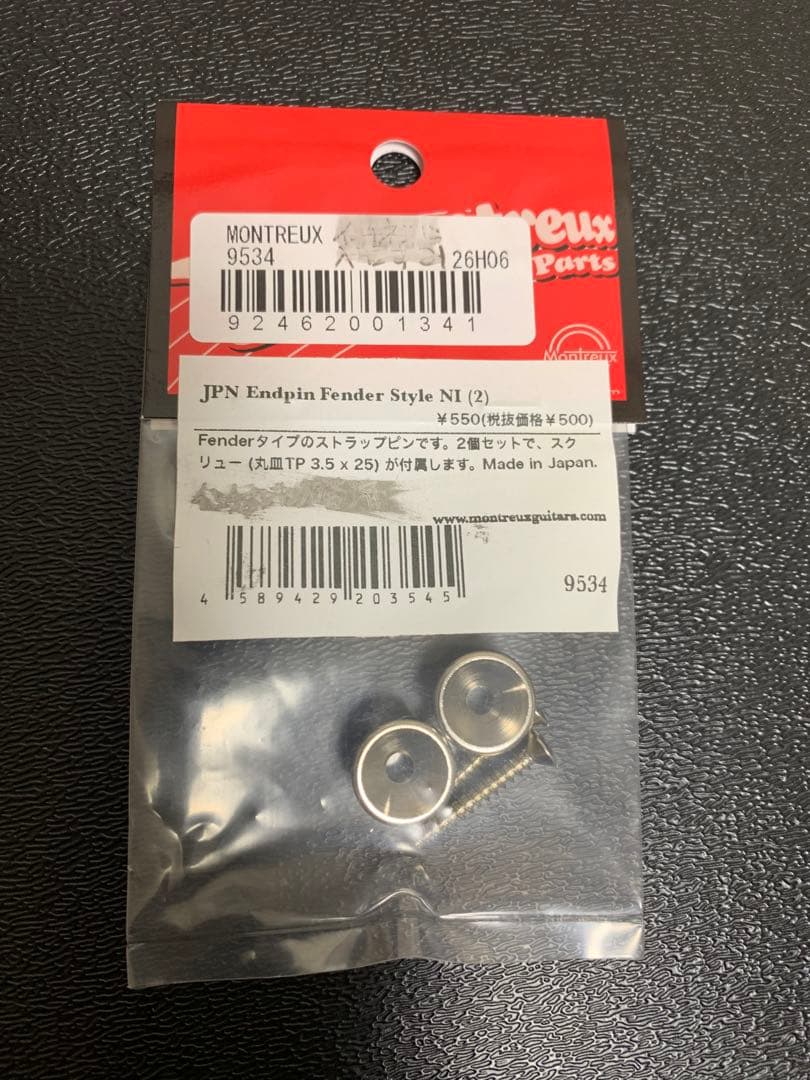 MONTREUX
9534 26H06
92462001341
treux
Parts
Montreux
JPN Endpin Fender Style NI (2)
￥550(税抜価格￥500)
Fenderタイプのストラップピンです。2個セットで、スク
リュー (丸皿TP 3.5 x 25) が付属します。Made in Japan.
www.montreuxguitars.com
4 589429 203545
9534